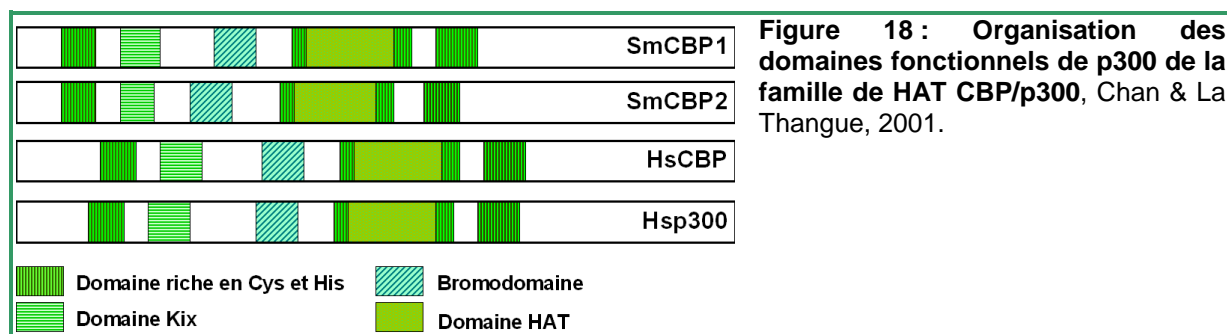 SmCBP1
SmCBP2
HsCBP
Hsp300
Domaine riche en Cys et His
Bromodomaine
Domaine Kix
Domaine HAT
Figure 18 : Organisation des
domaines fonctionnels de p300 de la
famille de HAT CBP/p300, Chan & La
Thangue, 2001.